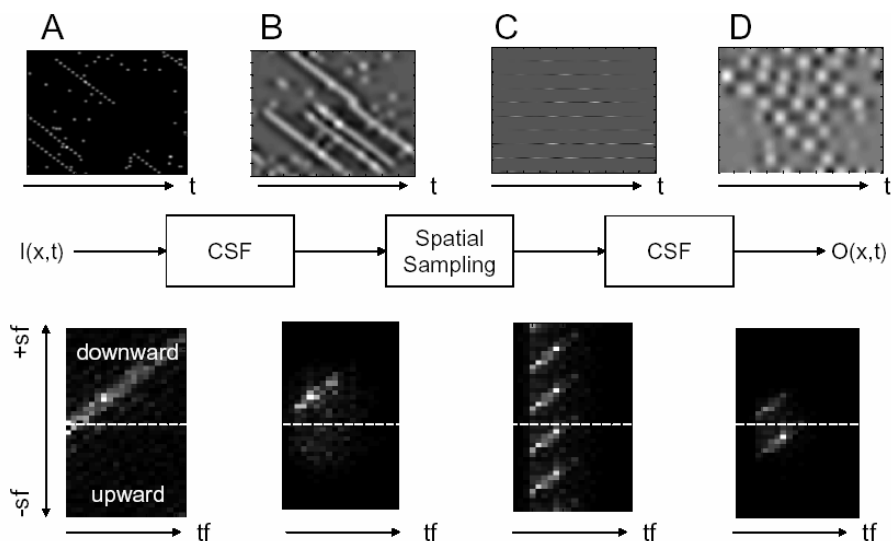 A B C D
t t t t
I(x,t) CSF Spatial Sampling CSF O(x,t)
+sf
downward
upward
-sf
tf tf tf tf